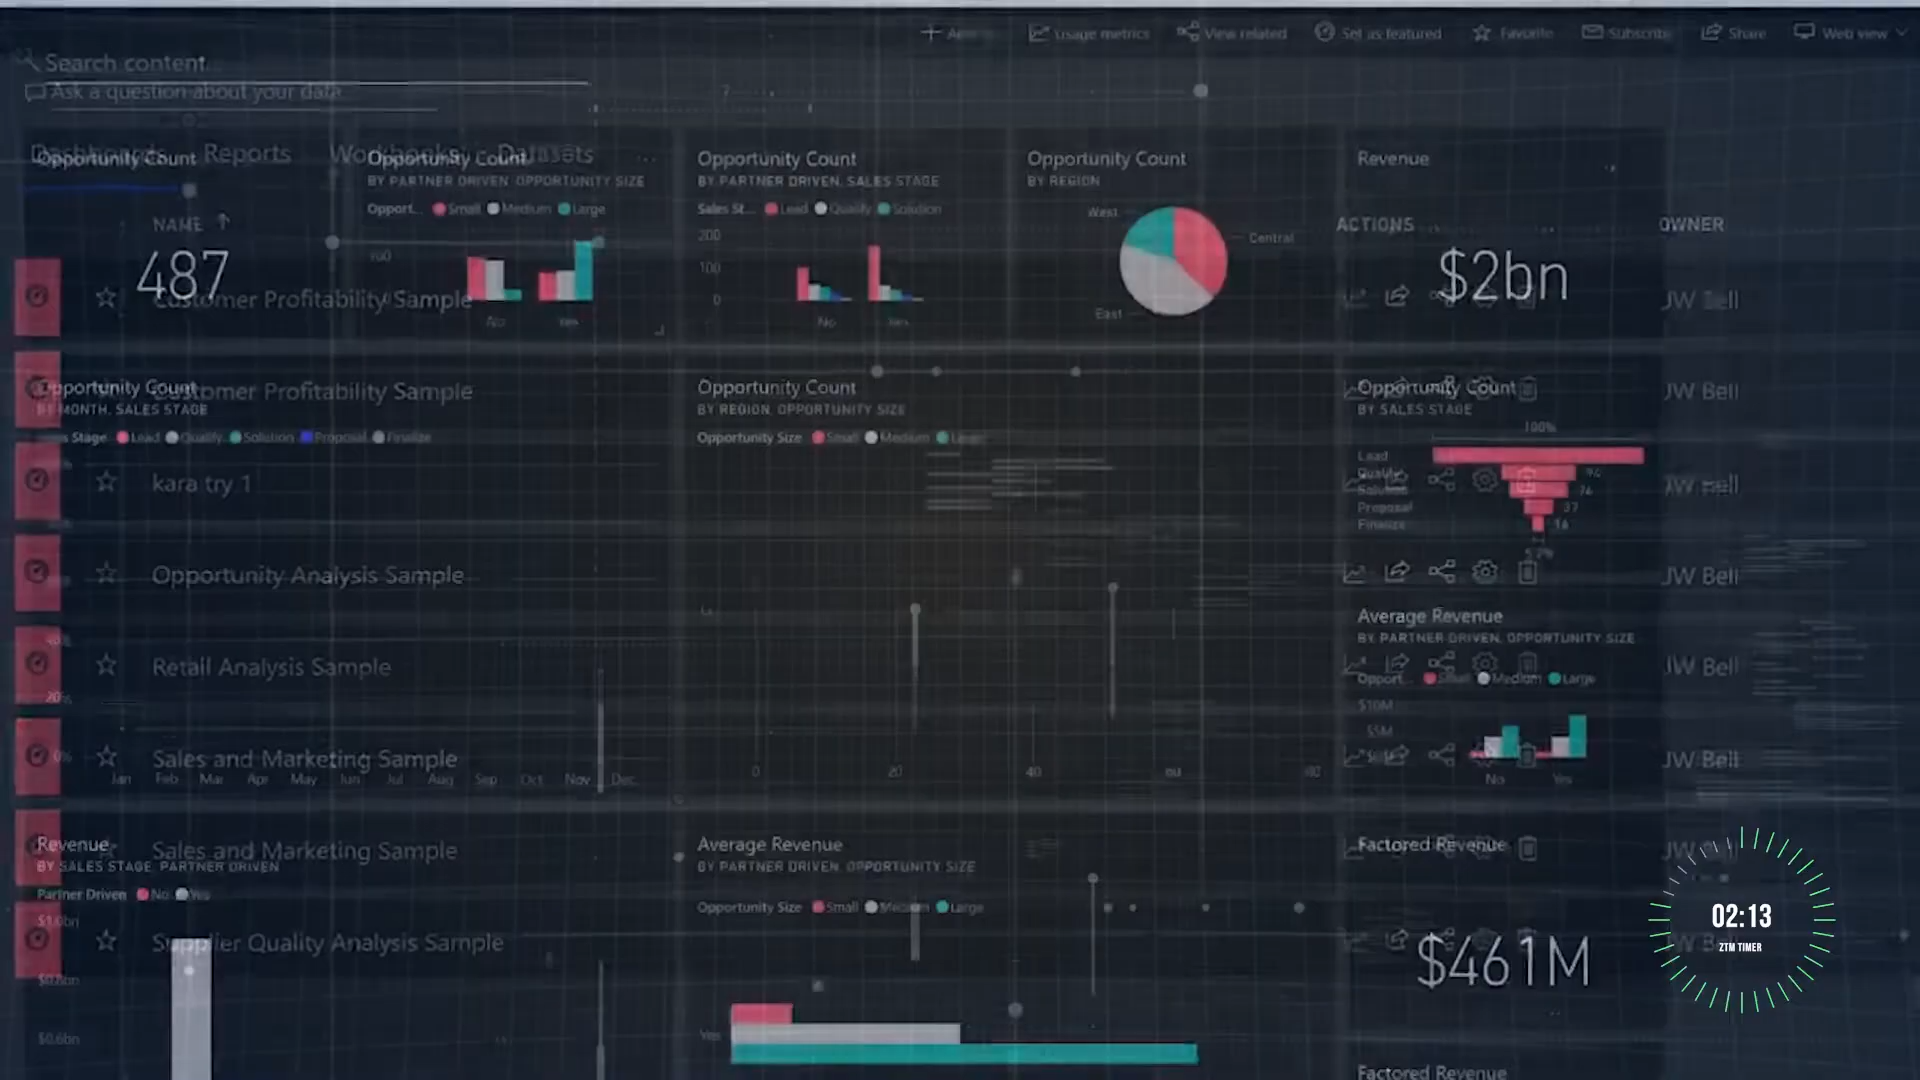 Usage metrics
View related
Set as featured
Favorite
Subscribe
Share
Web view
Search content
Ask a question about your data
Dashboards
Reports
Workbooks
Datasets
Opportunity Count
NAME
487
Opportunity Count
BY PARTNER DRIVEN, OPPORTUNITY SIZE
Opport... Small Medium Large
No Yes
Opportunity Count
BY PARTNER DRIVEN, SALES STAGE
Sales St... Lead Qualify Solution
200
100
0
No Yes
Opportunity Count
BY REGION
West
Central
East
Revenue
ACTIONS
OWNER
$2bn
Customer Profitability Sample
JW Bell
Customer Profitability Sample
JW Bell
Opportunity Count
BY MONTH, SALES STAGE
Stage Lead Qualify Solution Proposal Finalize
Opportunity Count
BY REGION, OPPORTUNITY SIZE
Opportunity Size Small Medium Large
Opportunity Count
BY SALES STAGE
100%
Lead
Qualify
Solution
Proposal
Finalize
76
37
16
kara try 1
JW Bell
Opportunity Analysis Sample
JW Bell
Retail Analysis Sample
JW Bell
Average Revenue
BY PARTNER DRIVEN, OPPORTUNITY SIZE
Opport... Small Medium Large
$10M
$5M
No Yes
20%
0%
Sales and Marketing Sample
JW Bell
Jan Feb Mar Apr May Jun Jul Aug Sep Oct Nov Dec
0 20 40
Sales and Marketing Sample
Revenue
BY SALES STAGE, PARTNER DRIVEN
Partner Driven No Yes
$1.0bn
$0.8bn
$0.6bn
Supplier Quality Analysis Sample
Average Revenue
BY PARTNER DRIVEN, OPPORTUNITY SIZE
Opportunity Size Small Medium Large
Yes
Factored Revenue
$461M
02:13
ZTM TIMER
Factored Revenue